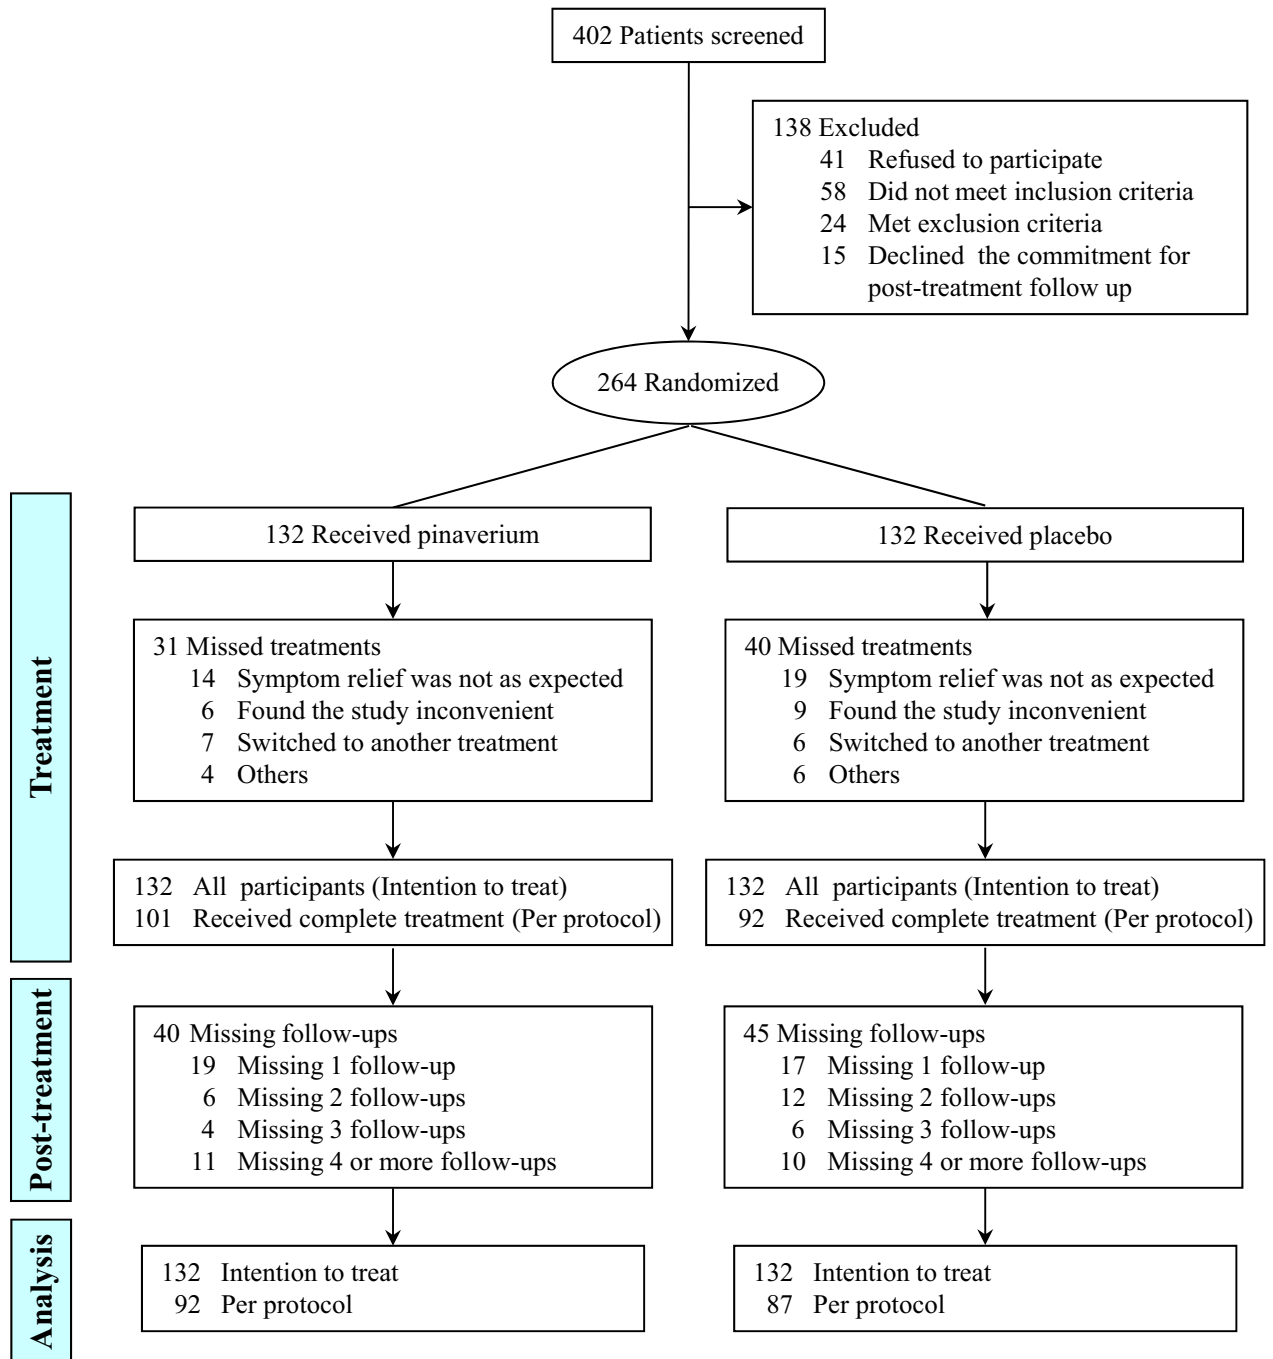 402 Patients screened
138 Excluded
41 Refused to participate
58 Did not meet inclusion criteria
24 Met exclusion criteria
15 Declined the commitment for
post-treatment follow up
264 Randomized
Treatment
132 Received pinaverium
132 Received placebo
31 Missed treatments
14 Symptom relief was not as expected
6 Found the study inconvenient
7 Switched to another treatment
4 Others
40 Missed treatments
19 Symptom relief was not as expected
9 Found the study inconvenient
6 Switched to another treatment
6 Others
132 All participants (Intention to treat)
101 Received complete treatment (Per protocol)
132 All participants (Intention to treat)
92 Received complete treatment (Per protocol)
Post-treatment
40 Missing follow-ups
19 Missing 1 follow-up
6 Missing 2 follow-ups
4 Missing 3 follow-ups
11 Missing 4 or more follow-ups
45 Missing follow-ups
17 Missing 1 follow-up
12 Missing 2 follow-ups
6 Missing 3 follow-ups
10 Missing 4 or more follow-ups
Analysis
132 Intention to treat
92 Per protocol
132 Intention to treat
87 Per protocol